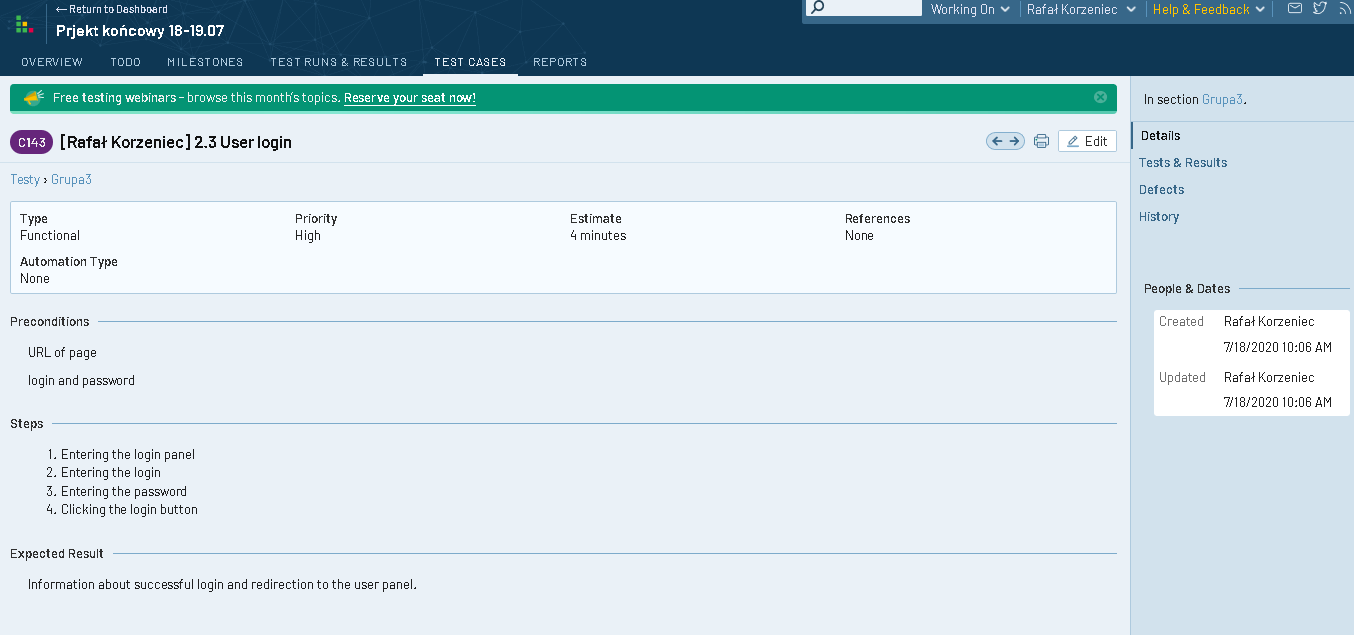 ← Return to Dashboard
Prjekt końcowy 18-19.07
Working On
Rafał Korzeniec
Help & Feedback
OVERVIEW TODO MILESTONES TEST RUNS & RESULTS TEST CASES REPORTS
Free testing webinars - browse this month's topics. Reserve your seat now!
C143 [Rafał Korzeniec] 2.3 User login
← → Edit
Testy › Grupa3
Type Priority Estimate References
Functional High 4 minutes None
Automation Type
None
Preconditions
URL of page
login and password
Steps
1. Entering the login panel
2. Entering the login
3. Entering the password
4. Clicking the login button
Expected Result
Information about successful login and redirection to the user panel.
In section Grupa3.
Details
Tests & Results
Defects
History
People & Dates
Created Rafał Korzeniec
7/18/2020 10:06 AM
Updated Rafał Korzeniec
7/18/2020 10:06 AM